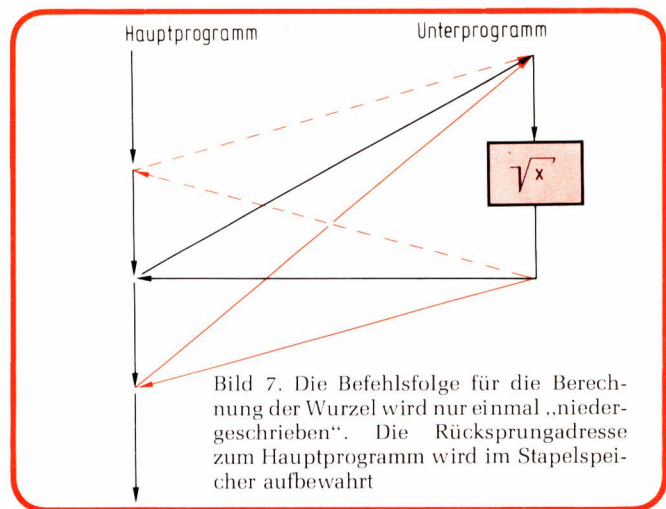 Hauptprogramm Unterprogramm
√x
Bild 7. Die Befehlsfolge für die Berech-
nung der Wurzel wird nur einmal „nieder-
geschrieben“. Die Rücksprungadresse
zum Hauptprogramm wird im Stapelspei-
cher aufbewahrt